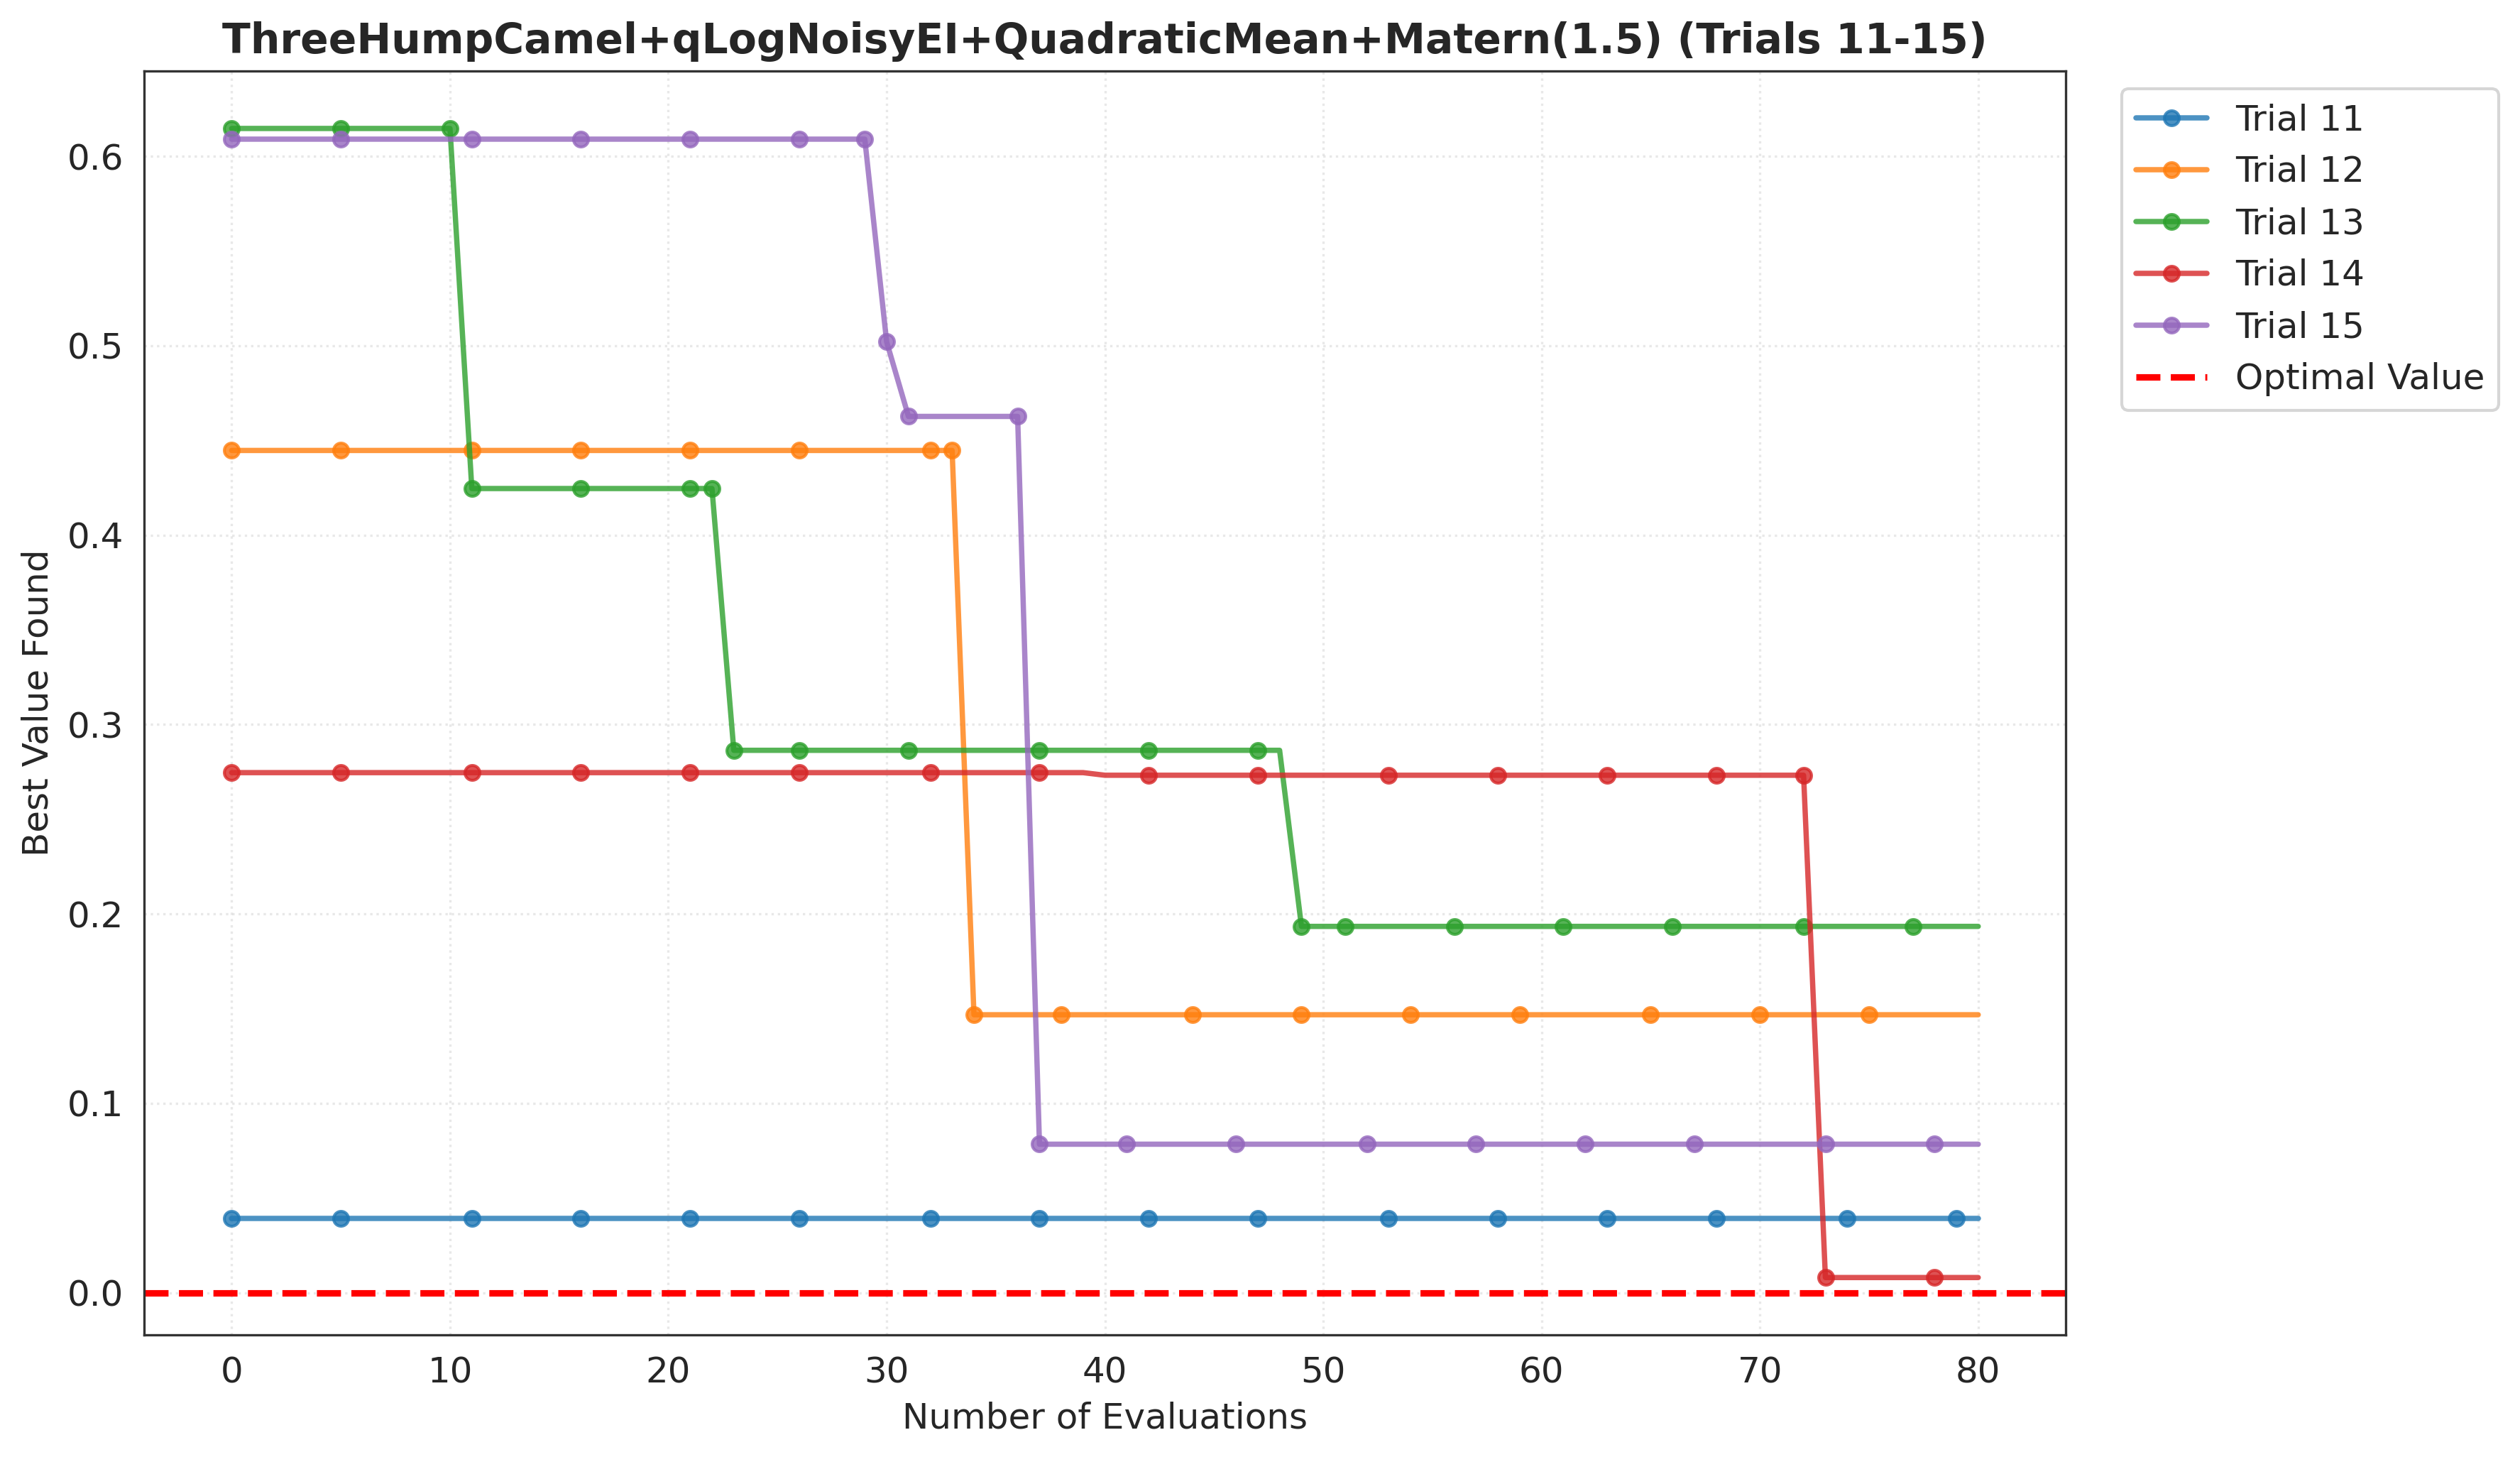 ThreeHumpCamel+qLogNoisyEI+QuadraticMean+Matern(1.5) (Trials 11-15)
Trial 11
Trial 12
Trial 13
Trial 14
Trial 15
Optimal Value
Best Value Found
0.6
0.5
0.4
0.3
0.2
0.1
0.0
0 10 20 30 40 50 60 70 80
Number of Evaluations